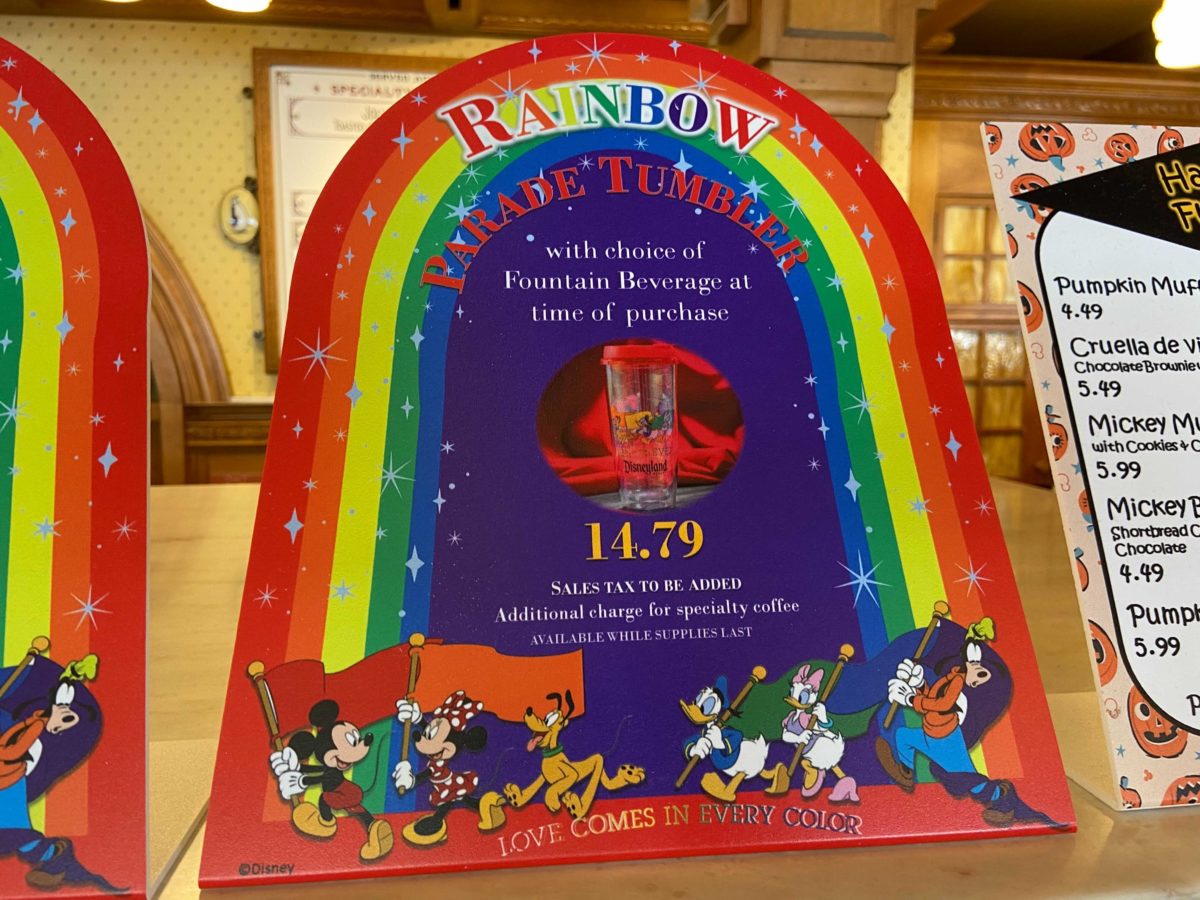 SPECIALTY
RAINBOW
PARADE TUMBLER
with choice of
Fountain Beverage at
time of purchase
Disneyland
14.79
SALES TAX TO BE ADDED
Additional charge for specialty coffee
AVAILABLE WHILE SUPPLIES LAST
LOVE COMES IN EVERY COLOR
©Disney
Ha
F
Pumpkin Muf
4.49
Cruella de vi
Chocolate Brownie
5.49
Mickey Mu
with Cookies + C
5.99
Mickey B
Shortbread C
Chocolate
4.49
Pump
5.99
P